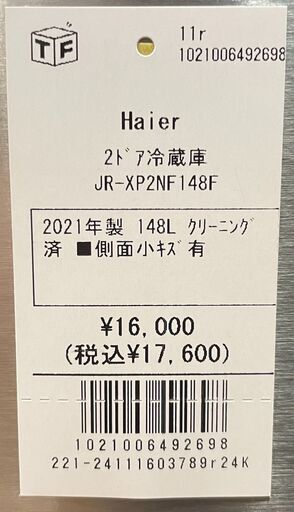 TF
11r
1021006492698
Haier
2ﾄﾞｱ冷蔵庫
JR-XP2NF148F
2021年製 148L ｸﾘｰﾆﾝｸﾞ
済 ■側面小ｷｽﾞ有
¥16,000
(税込¥17,600)
1021006492698
221-24111603789r24K